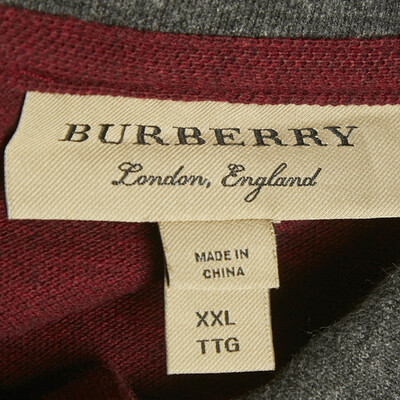 BURBERRY
London, England
MADE IN
CHINA
XXL
TTG